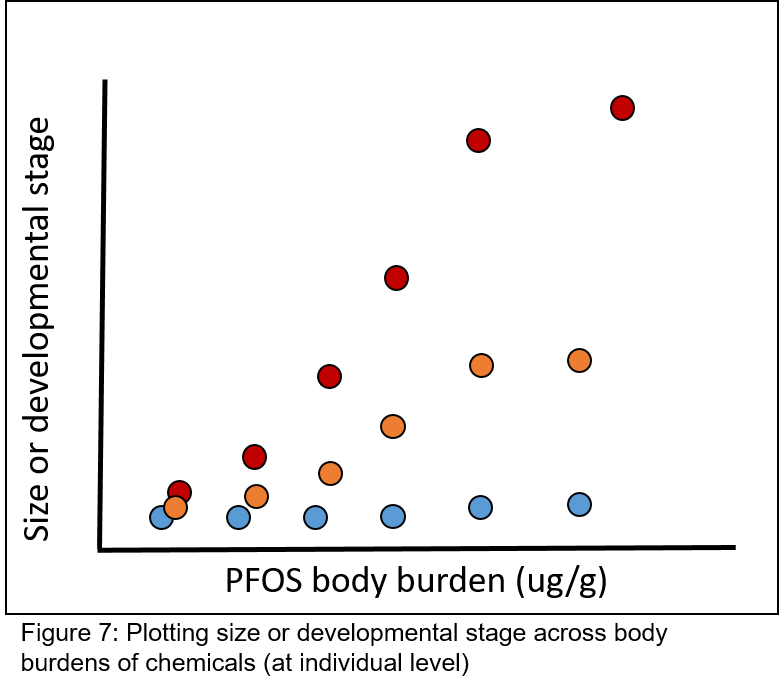 Size or developmental stage
PFOS body burden (ug/g)
Figure 7: Plotting size or developmental stage across body
burdens of chemicals (at individual level)